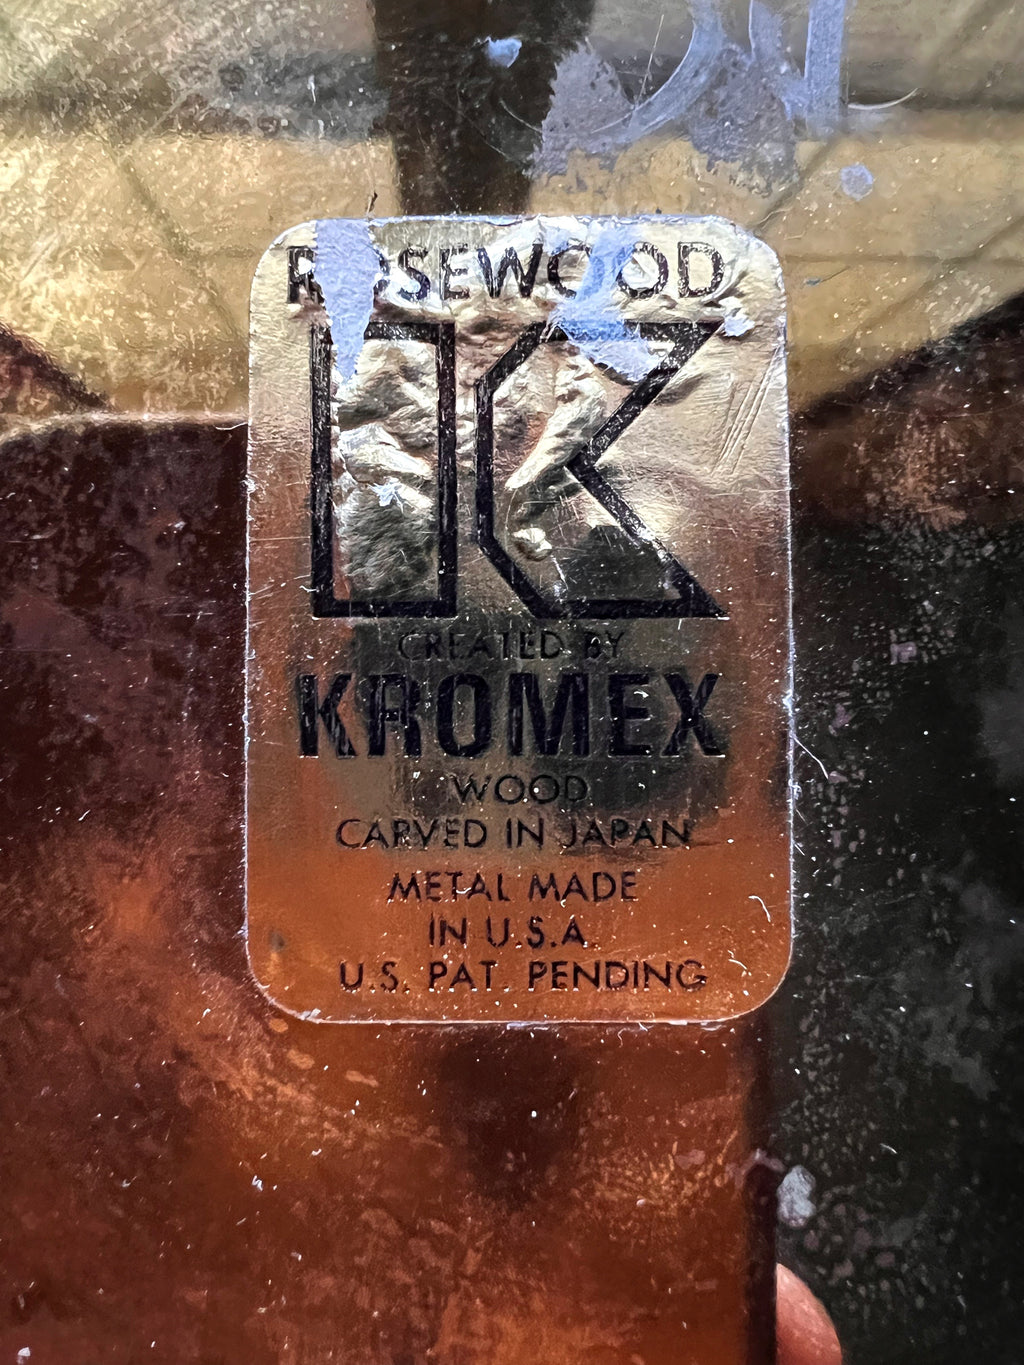 ROSEWOOD
K
CREATED BY
KROMEX
WOOD
CARVED IN JAPAN
METAL MADE
IN U.S.A.
U.S. PAT. PENDING